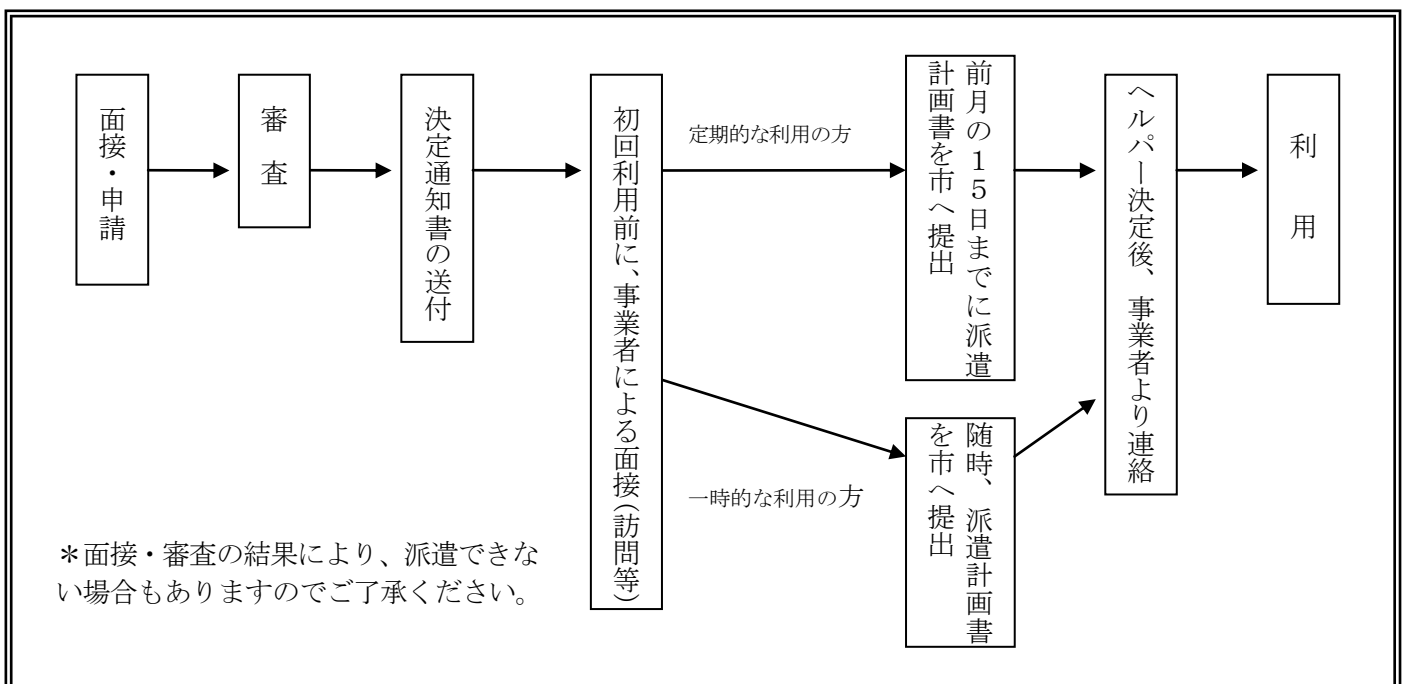 面接・申請
審査
決定通知書の送付
初回利用前に、事業者による面接（訪問等）
定期的な利用の方
前月の１５日までに派遣
計画書を市へ提出
一時的な利用の方
随時、派遣計画書
を市へ提出
ヘルパー決定後、事業者より連絡
利用
＊面接・審査の結果により、派遣できな
い場合もありますのでご了承ください。